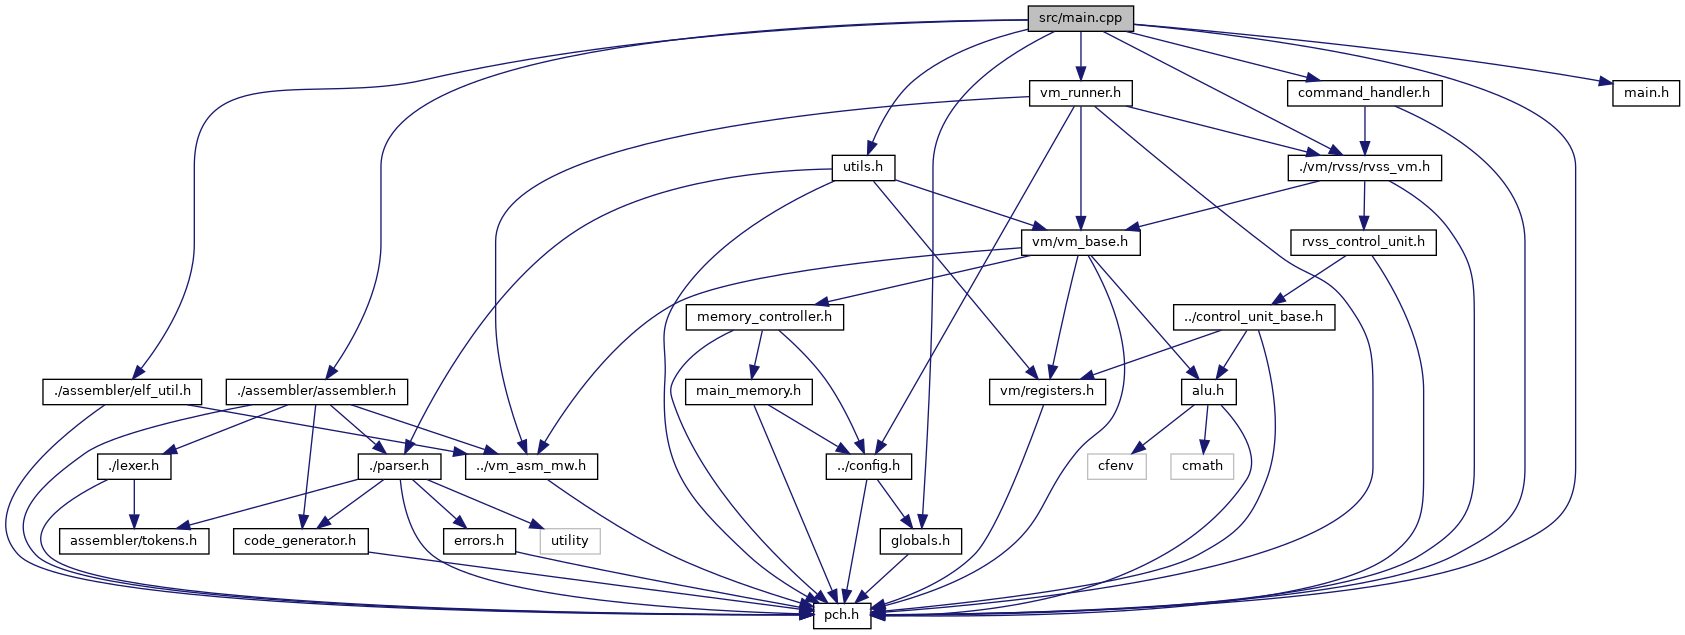 src/main.cpp
vm_runner.h
command_handler.h
main.h
utils.h
./vm/rvss/rvss_vm.h
vm/vm_base.h
rvss_control_unit.h
memory_controller.h
../control_unit_base.h
./assembler/elf_util.h
./assembler/assembler.h
main_memory.h
vm/registers.h
alu.h
./lexer.h
./parser.h
../vm_asm_mw.h
../config.h
cfenv
cmath
assembler/tokens.h
code_generator.h
errors.h
utility
globals.h
pch.h